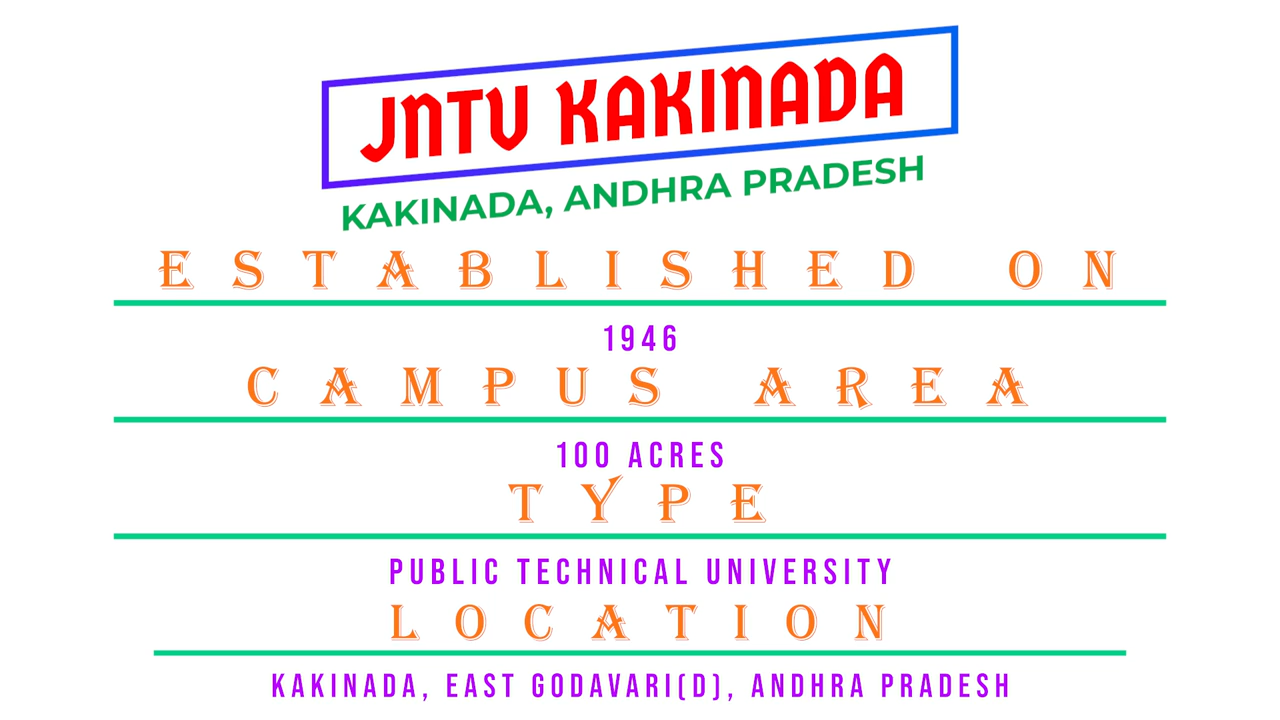 JNTU KAKINADA
KAKINADA, ANDHRA PRADESH
ESTABLISHED ON
1946
CAMPUS AREA
100 ACRES
TYPE
PUBLIC TECHNICAL UNIVERSITY
LOCATION
KAKINADA, EAST GODAVARI(D), ANDHRA PRADESH